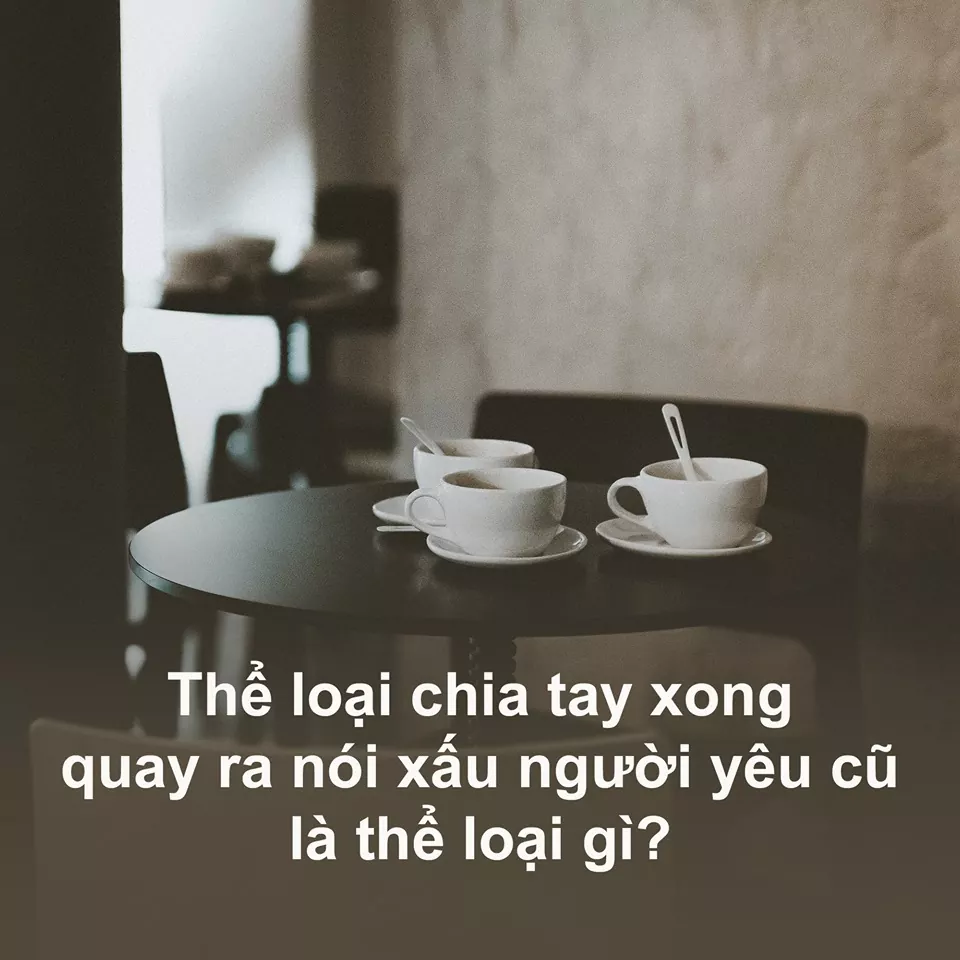 Thể loại chia tay xong
quay ra nói xấu người yêu cũ
là thể loại gì?